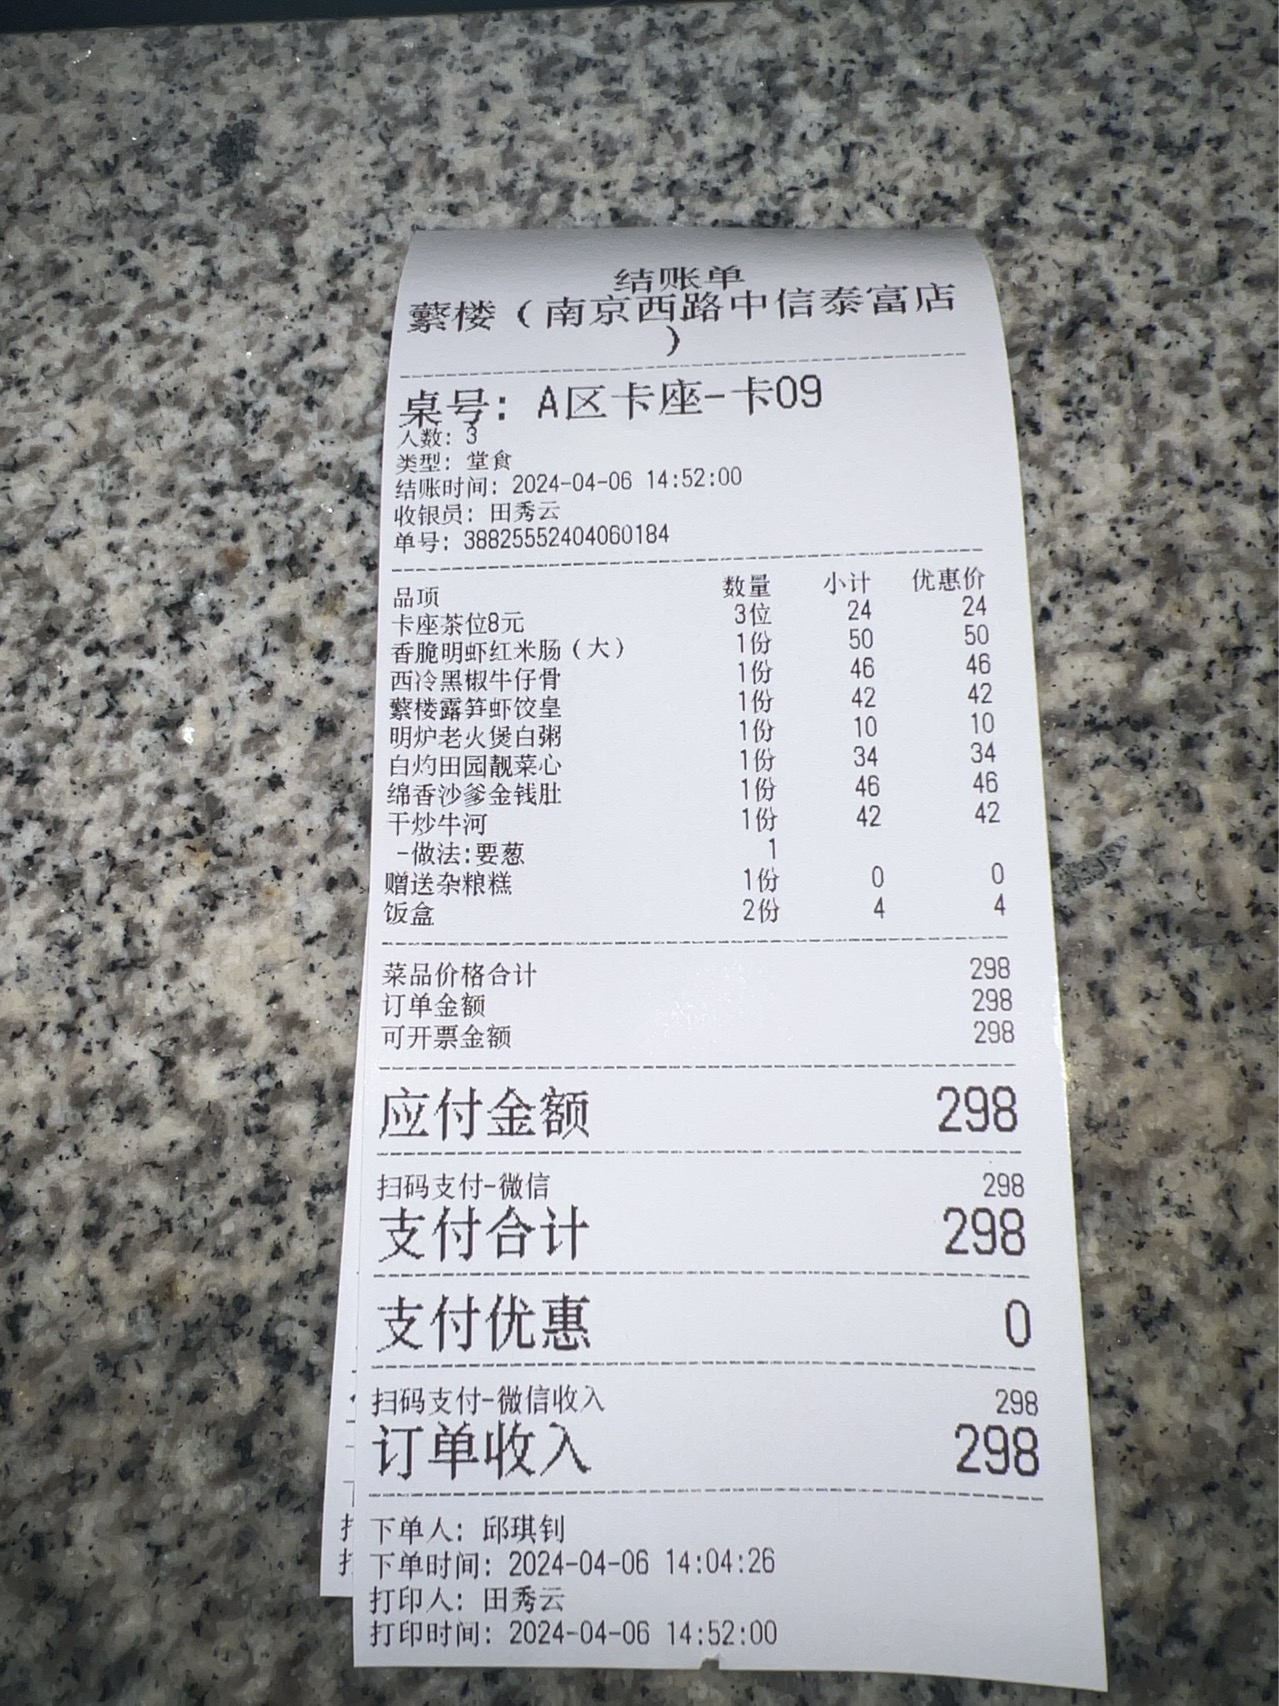 结账单
蘩楼（南京西路中信泰富店
）
桌号: A区卡座-卡09
人数: 3
类型: 堂食
结账时间: 2024-04-06 14:52:00
收银员: 田秀云
单号: 38825552404060184
品项 数量 小计 优惠价
卡座茶位8元 3位 24 24
香脆明虾红米肠（大） 1份 50 50
西冷黑椒牛仔骨 1份 46 46
蘩楼露笋虾饺皇 1份 42 42
明炉老火煲白粥 1份 10 10
白灼田园靓菜心 1份 34 34
绵香沙爹金钱肚 1份 46 46
干炒牛河 1份 42 42
-做法:要葱 1
赠送杂粮糕 1份 0 0
饭盒 2份 4 4
菜品价格合计 298
订单金额 298
可开票金额 298
应付金额 298
扫码支付-微信 298
支付合计 298
支付优惠 0
扫码支付-微信收入 298
订单收入 298
下单人: 邱琪钊
下单时间: 2024-04-06 14:04:26
打印人: 田秀云
打印时间: 2024-04-06 14:52:00